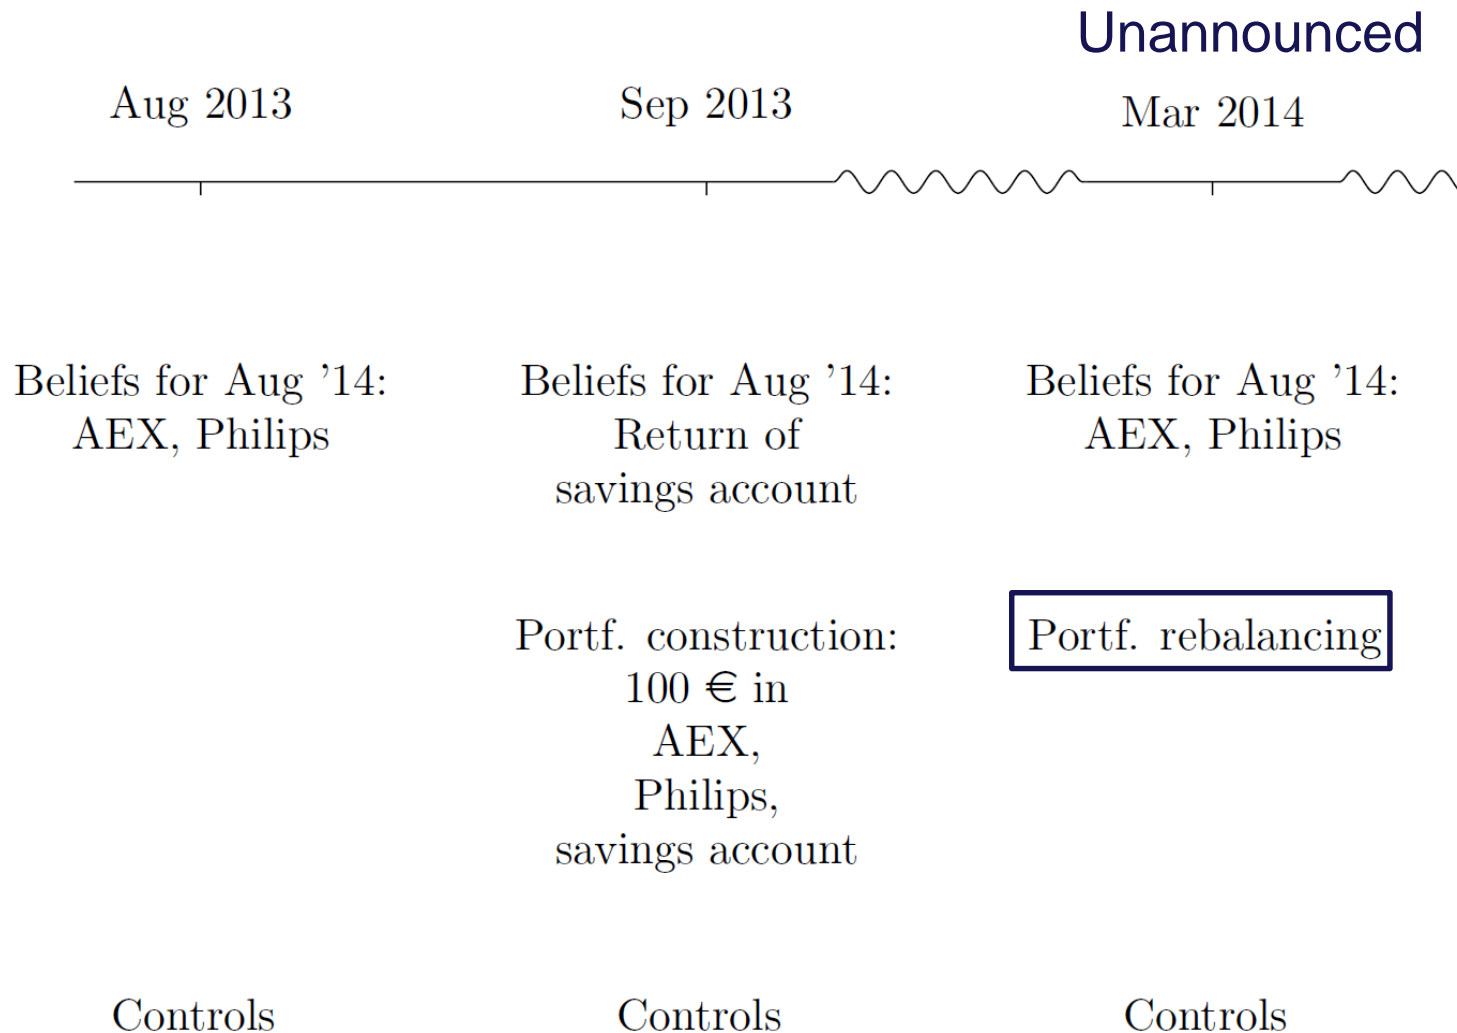 Unannounced
Aug 2013
Sep 2013
Mar 2014
Beliefs for Aug ’14:
AEX, Philips
Beliefs for Aug ’14:
Return of
savings account
Beliefs for Aug ’14:
AEX, Philips
Portf. construction:
100 € in
AEX,
Philips,
savings account
Portf. rebalancing
Controls
Controls
Controls